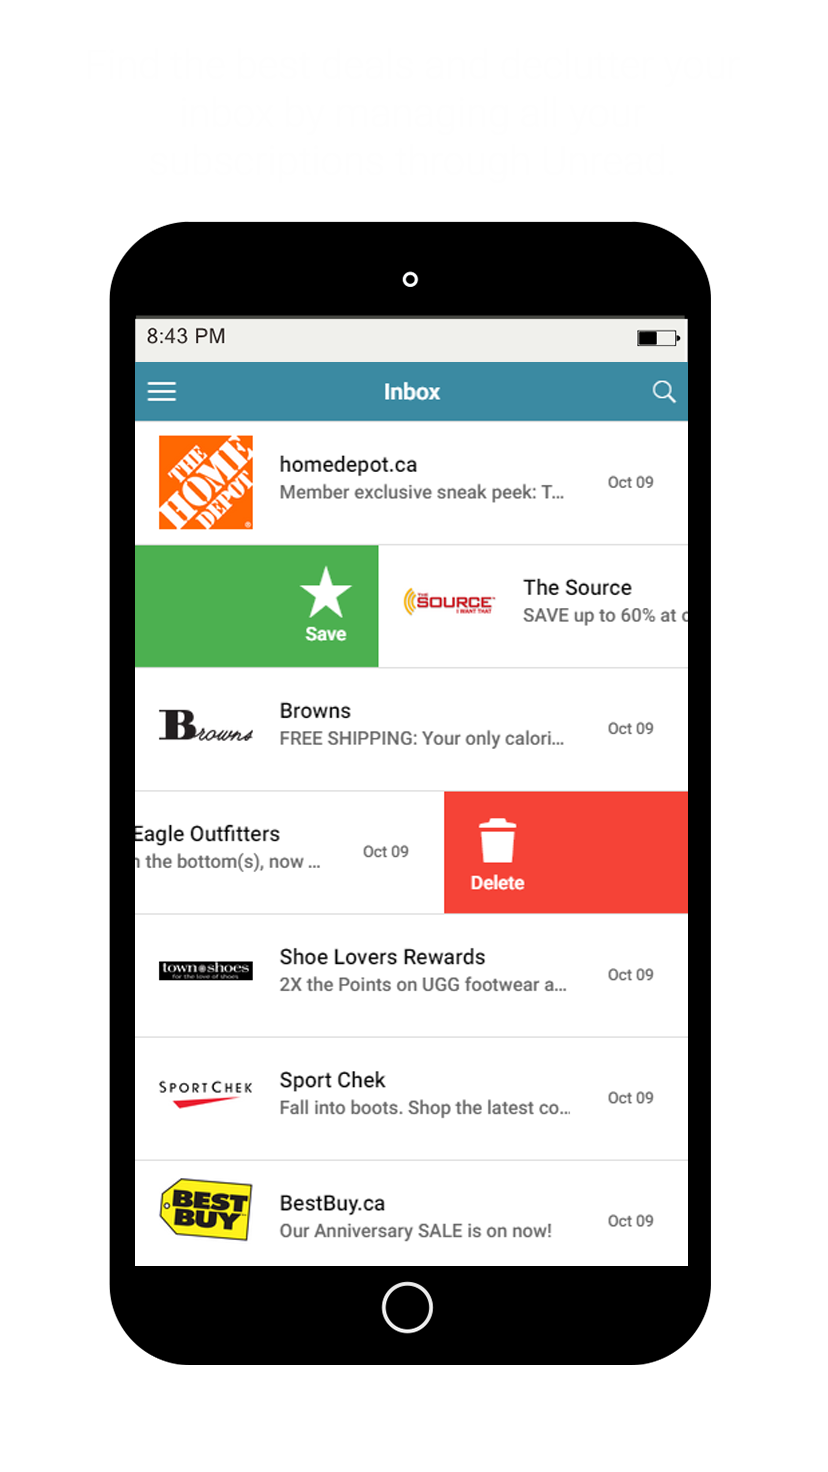 8:43 PM
Inbox
THE HOME DEPOT
homedepot.ca
Member exclusive sneak peek: T...
Oct 09
Save
THE SOURCE
I WANT THAT
The Source
SAVE up to 60% at
Browns
Browns
FREE SHIPPING: Your only calori...
Oct 09
Eagle Outfitters
the bottom(s), now ...
Oct 09
Delete
town shoes
for the love of shoes
Shoe Lovers Rewards
2X the Points on UGG footwear a...
Oct 09
SPORT CHEK
Sport Chek
Fall into boots. Shop the latest co...
Oct 09
BEST BUY
BestBuy.ca
Our Anniversary SALE is on now!
Oct 09